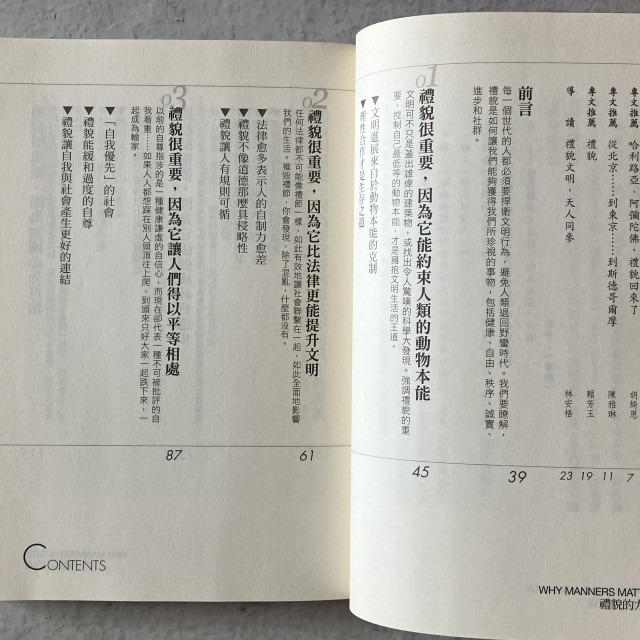 專文推薦 哈利路亞,阿彌陀佛,禮貌回來了 胡綺恩 7
專文推薦 從北京……到東京……到斯德哥爾摩 陳雅琳 11
專文推薦 禮貌 賴芳玉 19
導讀 禮貌文明,天人同參 林安梧 23
前言 39
每一個世代的人都必須要捍衛文明行為,避免人類退回野蠻時代。我們要瞭解,
禮貌是如何讓我們能夠獲得我們所珍視的事物,包括健康、自由、秩序、誠實、
進步和社群。
01
禮貌很重要,因為它能約束人類的動物本能 45
文明可不只是蓋出雄偉的建築物,或找出令人驚嘆的科學大發現。強調禮貌的重
要,控制自己最低等的動物本能,才是擁抱文明生活的王道。
▼文明進展來自於動物本能的克制
▼理性合作才是生存之道
02
禮貌很重要,因為它比法律更能提升文明 61
任何法律都不可能像禮節一樣,如此有效地讓社會聯繫在一起,如此全面地影響
我們的生活。摧毀禮節,你會發現,除了混亂,什麼都沒有。
▼法律愈多表示人的自制力愈差
▼禮貌不像道德那麼具侵略性
▼禮貌讓人有規則可循
03
禮貌很重要,因為它讓人們得以平等相處 87
以前的自尊指涉的是一種健康謙虛的自信心,而現在卻代表一種不可被批評的自
我看重……如果人人都想踩在別人頭頂往上爬,到頭來只好大家一起跌下來,一
起成為輸家。
▼「自我優先」的社會
▼禮貌能緩和過度的自尊
▼禮貌讓自我與社會產生更好的連結
CONTENTS
WHY MANNERS MATT
禮貌的力